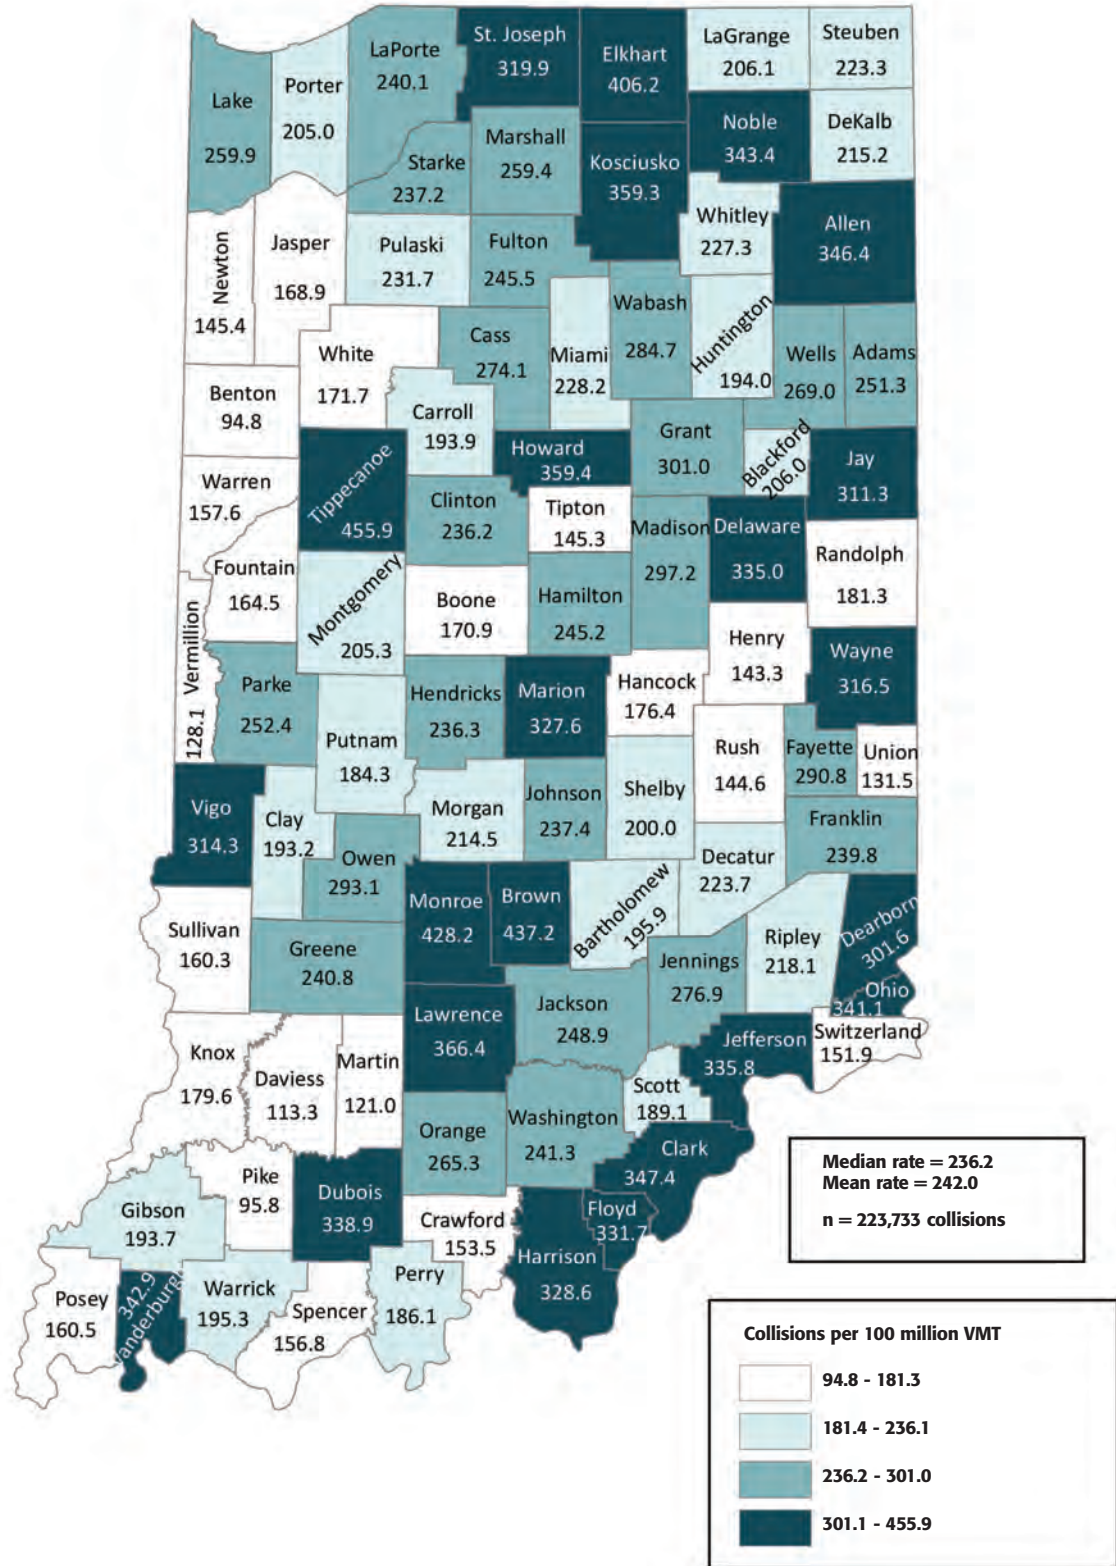 St. Joseph
319.9
LaPorte
240.1
Elkhart
406.2
LaGrange
206.1
Steuben
223.3
Lake
259.9
Porter
205.0
Noble
343.4
DeKalb
215.2
Starke
237.2
Marshall
259.4
Kosciusko
359.3
Whitley
227.3
Allen
346.4
Newton
145.4
Jasper
168.9
Pulaski
231.7
Fulton
245.5
Wabash
284.7
Huntington
194.0
Wells
269.0
Adams
251.3
White
171.7
Cass
274.1
Miami
228.2
Benton
94.8
Carroll
193.9
Howard
359.4
Grant
301.0
Blackford
206.0
Jay
311.3
Warren
157.6
Tippecanoe
455.9
Clinton
236.2
Tipton
145.3
Madison
297.2
Delaware
335.0
Randolph
181.3
Fountain
164.5
Montgomery
205.3
Boone
170.9
Hamilton
245.2
Vermillion
128.1
Parke
252.4
Putnam
184.3
Hendricks
236.3
Marion
327.6
Hancock
176.4
Henry
143.3
Wayne
316.5
Rush
144.6
Fayette
290.8
Union
131.5
Vigo
314.3
Clay
193.2
Owen
293.1
Morgan
214.5
Johnson
237.4
Shelby
200.0
Decatur
223.7
Franklin
239.8
Sullivan
160.3
Greene
240.8
Monroe
428.2
Brown
437.2
Bartholomew
195.9
Jennings
276.9
Ripley
218.1
Dearborn
301.6
Ohio
341.1
Switzerland
151.9
Knox
179.6
Daviess
113.3
Martin
121.0
Lawrence
366.4
Jackson
248.9
Jefferson
335.8
Scott
189.1
Orange
265.3
Washington
241.3
Clark
347.4
Floyd
331.7
Harrison
328.6
Gibson
193.7
Pike
95.8
Dubois
338.9
Crawford
153.5
Posey
160.5
342.9
Vanderburgh
Warrick
195.3
Spencer
156.8
Perry
186.1
Median rate = 236.2
Mean rate = 242.0
n = 223,733 collisions
Collisions per 100 million VMT
94.8 - 181.3
181.4 - 236.1
236.2 - 301.0
301.1 - 455.9